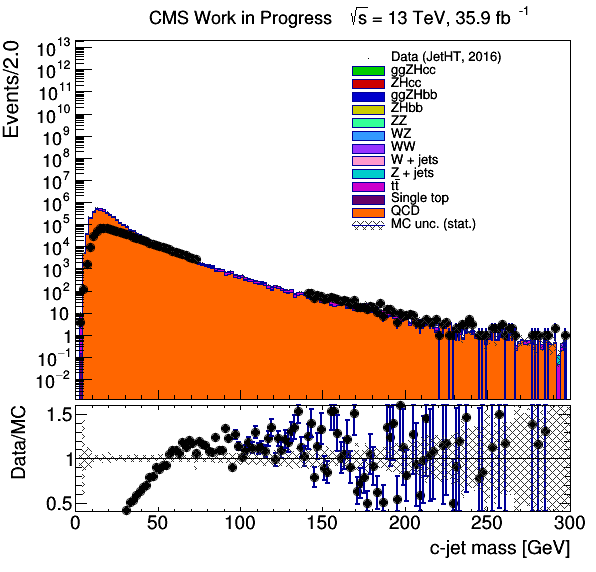 CMS Work in Progress √s = 13 TeV, 35.9 fb⁻¹
Events/2.0
10¹³
10¹²
10¹¹
10¹⁰
10⁹
10⁸
10⁷
10⁶
10⁵
10⁴
10³
10²
10
1
10⁻¹
10⁻²
Data (JetHT, 2016)
ggZHcc
ZHcc
ggZHbb
ZHbb
ZZ
WZ
WW
W + jets
Z + jets
tt̄
Single top
QCD
MC unc. (stat.)
Data/MC
1.5
1
0.5
0 50 100 150 200 250 300
c-jet mass [GeV]